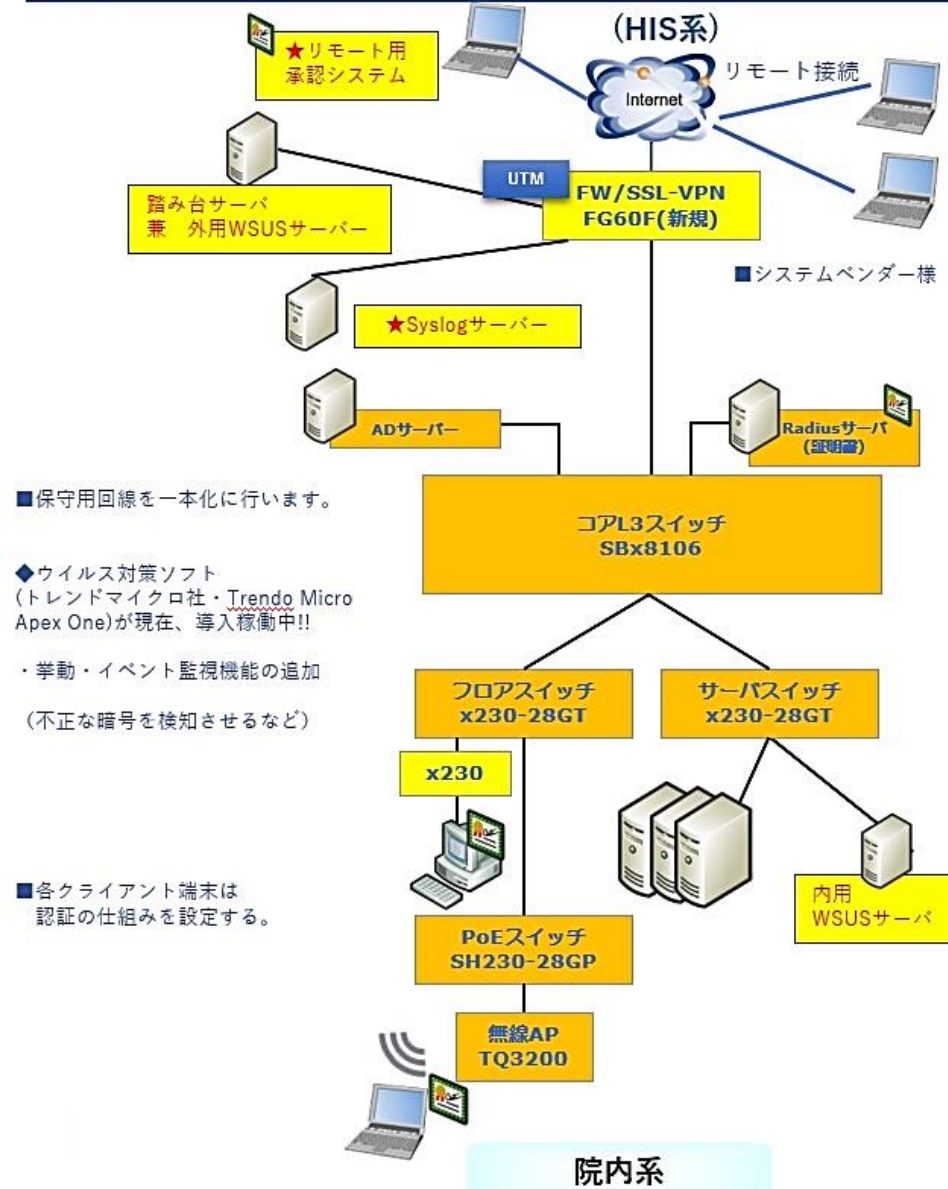 (HIS系)
★リモート用
承認システム
Internet
リモート接続
UTM
FW/SSL-VPN
FG60F(新規)
踏み台サーバ
兼 外用WSUSサーバー
■システムベンダー様
★Syslogサーバー
ADサーバー
Radiusサーバ
(証明書)
■保守用回線を一本化に行います。
コアL3スイッチ
SBx8106
◆ウイルス対策ソフト
(トレンドマイクロ社・Trendo Micro
Apex One)が現在、導入稼働中!!
・挙動・イベント監視機能の追加
(不正な暗号を検知させるなど)
フロアスイッチ
x230-28GT
サーバスイッチ
x230-28GT
x230
■各クライアント端末は
認証の仕組みを設定する。
内用
WSUSサーバ
PoEスイッチ
SH230-28GP
無線AP
TQ3200
院内系